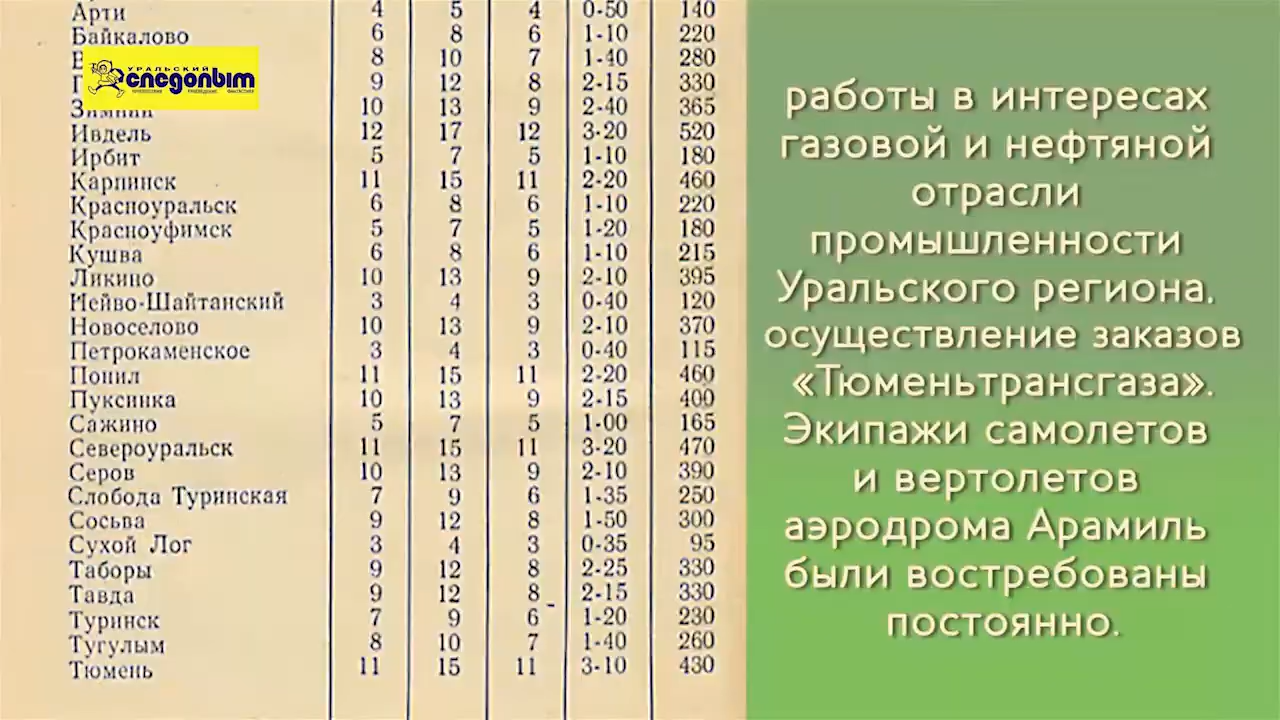 Арти 4 5 4 0-50 140
Байкалово 6 8 6 1-10 220
8 10 7 1-40 280
9 12 8 2-15 330
Зимний 10 13 9 2-40 365
Ивдель 12 17 12 3-20 520
Ирбит 5 7 5 1-10 180
Карпинск 11 15 11 2-20 460
Красноуральск 6 8 6 1-10 220
Красноуфимск 5 7 5 1-20 180
Кушва 6 8 6 1-10 215
Ликино 10 13 9 2-10 395
Нейво-Шайтанский 3 4 3 0-40 120
Новоселово 10 13 9 2-10 370
Петрокаменское 3 4 3 0-40 115
Понил 11 15 11 2-20 460
Пуксинка 10 13 9 2-15 400
Сажино 5 7 5 1-00 165
Североуральск 11 15 11 3-20 470
Серов 10 13 9 2-10 390
Слобода Туринская 7 9 6 1-35 250
Сосьва 9 12 8 1-50 300
Сухой Лог 3 4 3 0-35 95
Таборы 9 12 8 2-25 330
Тавда 9 12 8 2-15 330
Туринск 7 9 6 1-20 230
Тугулым 8 10 7 1-40 260
Тюмень 11 15 11 3-10 430
УРАЛЬСКИЙ
следопыт
работы в интересах
газовой и нефтяной
отрасли
промышленности
Уральского региона,
осуществление заказов
«Тюменьтрансгаза».
Экипажи самолетов
и вертолетов
аэродрома Арамиль
были востребованы
постоянно.